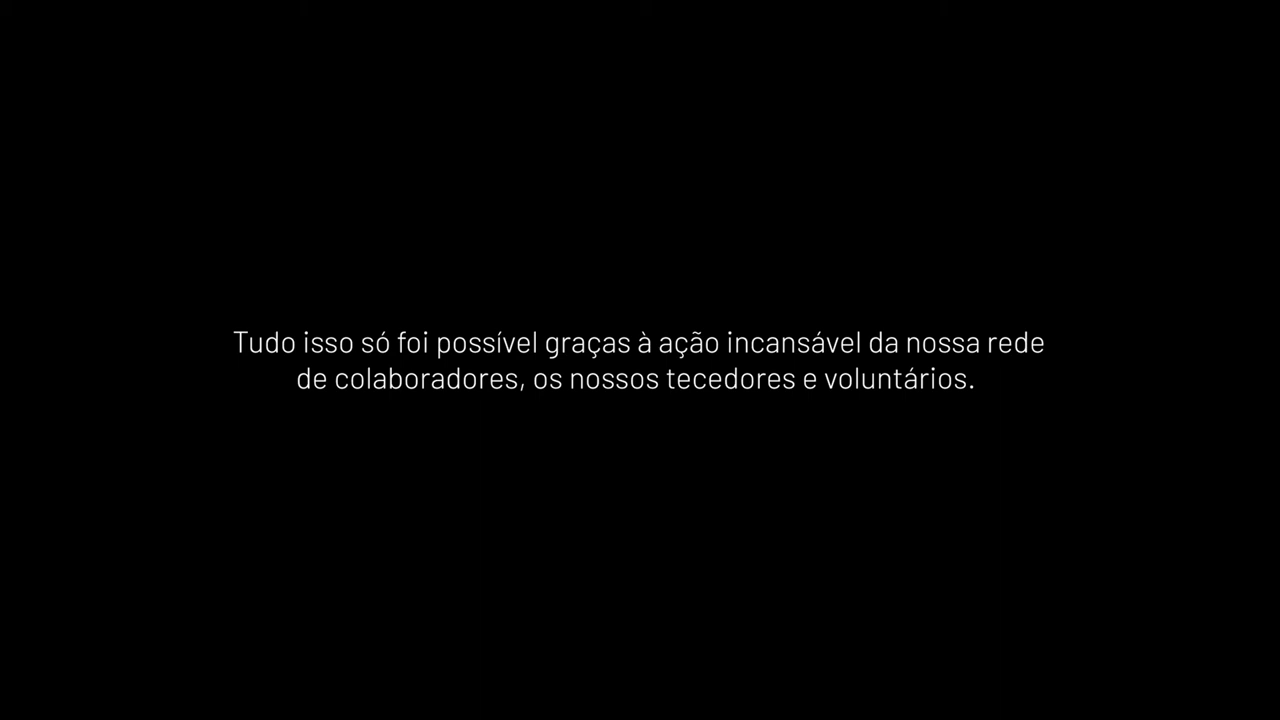 Tudo isso só foi possível graças à ação incansável da nossa rede
de colaboradores, os nossos tecedores e voluntários.